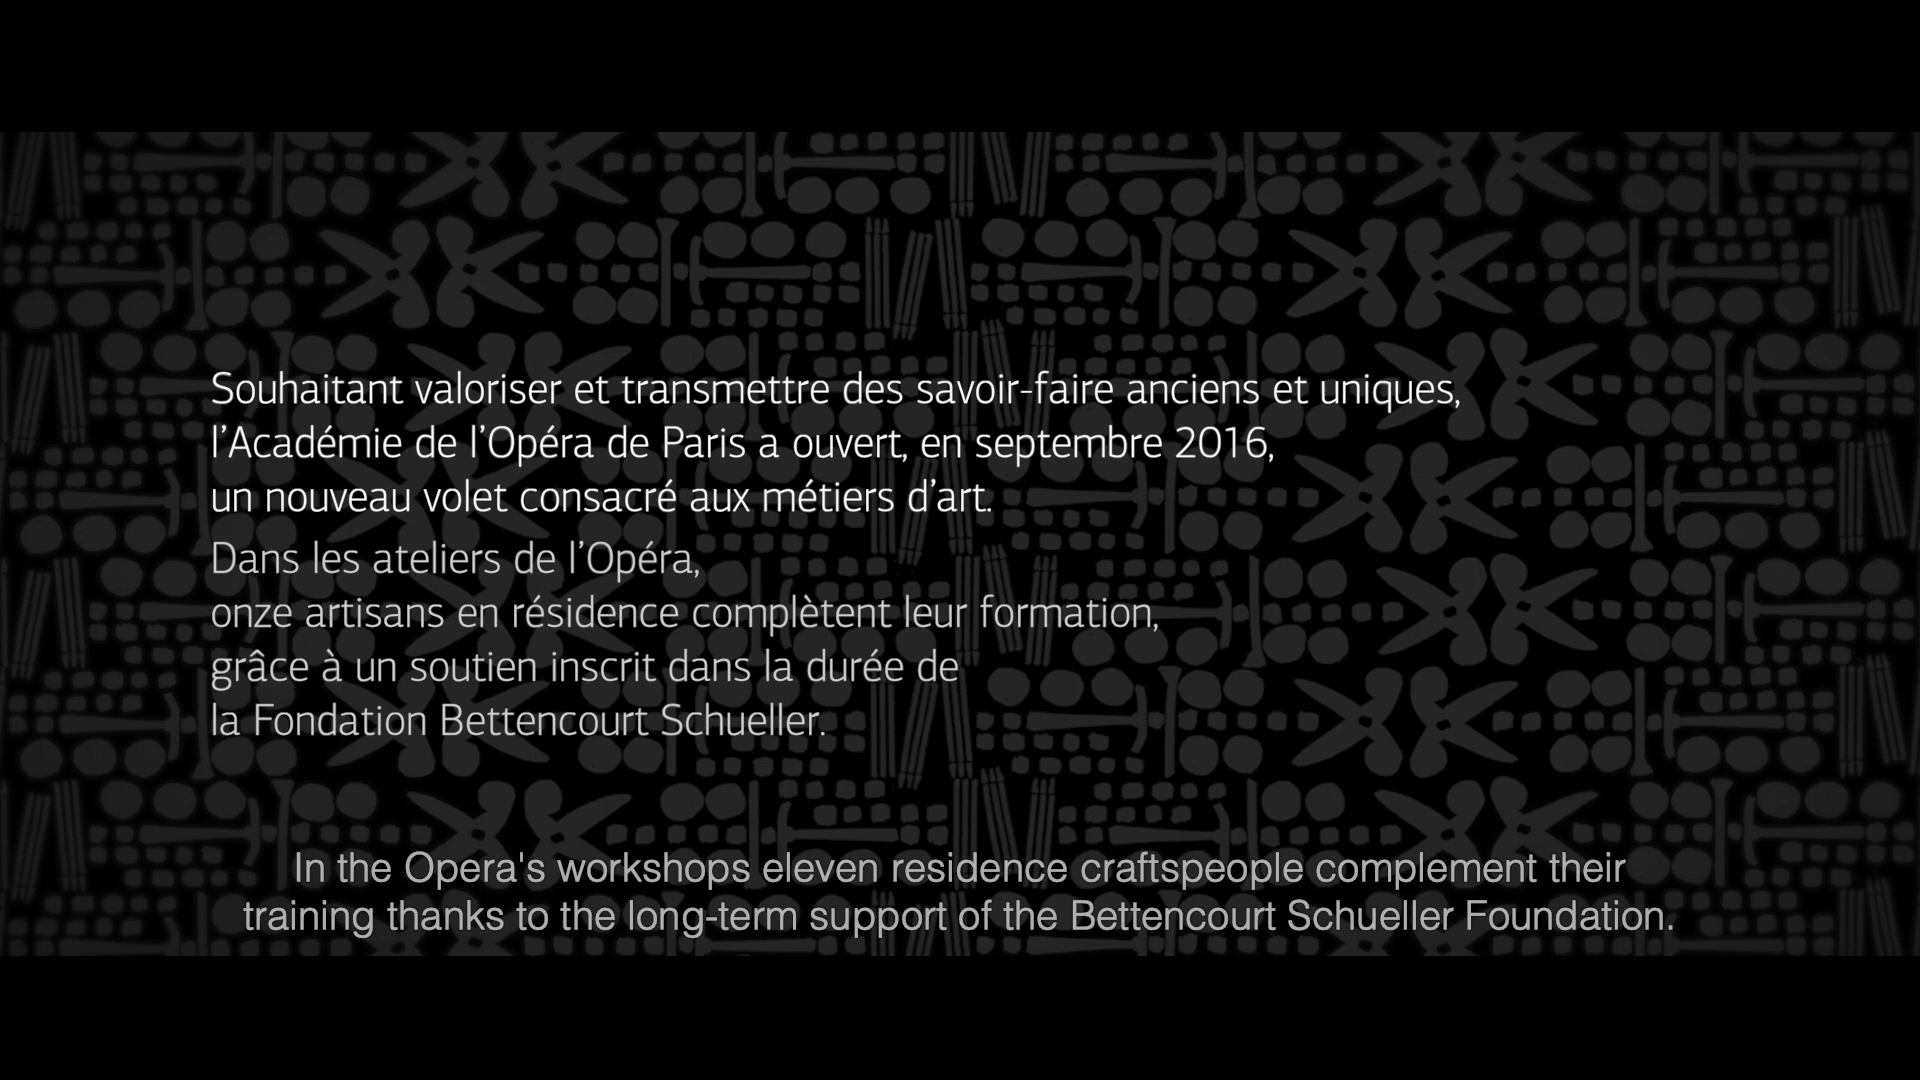 Souhaitant valoriser et transmettre des savoir-faire anciens et uniques,
l’Académie de l’Opéra de Paris a ouvert, en septembre 2016,
un nouveau volet consacré aux métiers d’art.
Dans les ateliers de l’Opéra,
onze artisans en résidence complètent leur formation,
grâce à un soutien inscrit dans la durée de
la Fondation Bettencourt Schueller.
In the Opera's workshops eleven residence craftspeople complement their
training thanks to the long-term support of the Bettencourt Schueller Foundation.